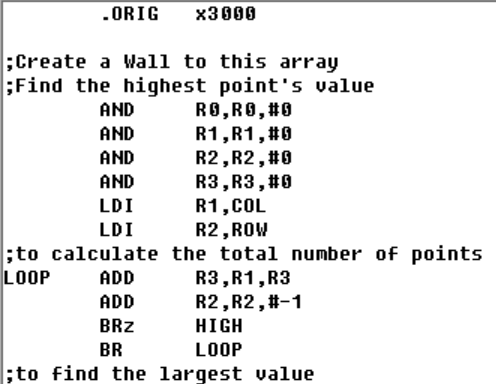 .ORIG x3000
;Create a Wall to this array
;Find the highest point's value
AND R0,R0,#0
AND R1,R1,#0
AND R2,R2,#0
AND R3,R3,#0
LDI R1,COL
LDI R2,ROW
;to calculate the total number of points
LOOP ADD R3,R1,R3
ADD R2,R2,#-1
BRz HIGH
BR LOOP
;to find the largest value